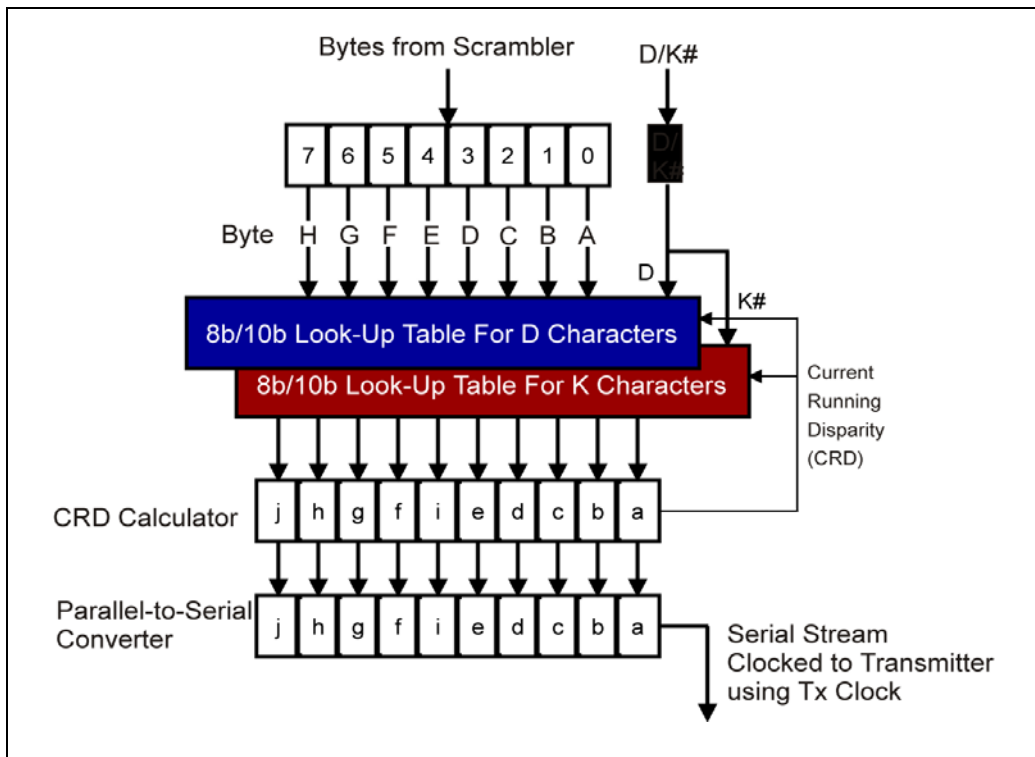 Bytes from Scrambler
D/K#
7 6 5 4 3 2 1 0
D/
K#
Byte H G F E D C B A
D
K#
8b/10b Look-Up Table For D Characters
8b/10b Look-Up Table For K Characters
Current
Running
Disparity
(CRD)
CRD Calculator
j h g f i e d c b a
Parallel-to-Serial
Converter
j h g f i e d c b a
Serial Stream
Clocked to Transmitter
using Tx Clock